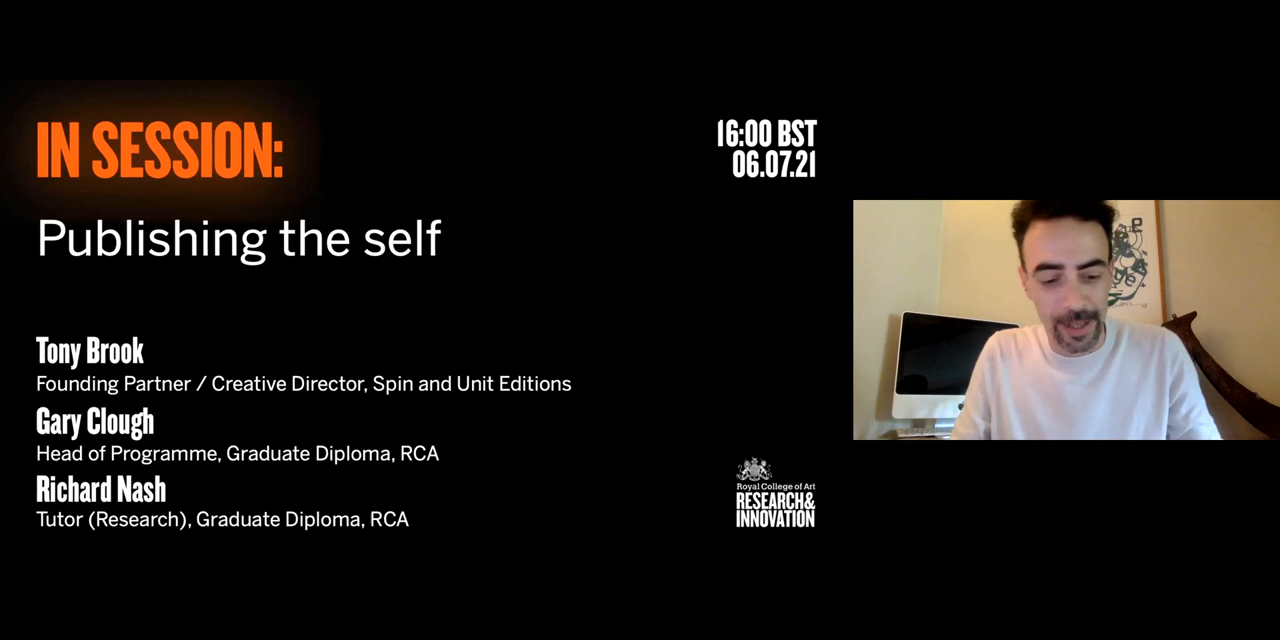 IN SESSION:
Publishing the self
16:00 BST
06.07.21
Tony Brook
Founding Partner / Creative Director, Spin and Unit Editions
Gary Clough
Head of Programme, Graduate Diploma, RCA
Richard Nash
Tutor (Research), Graduate Diploma, RCA
Royal College of Art
RESEARCH&
INNOVATION